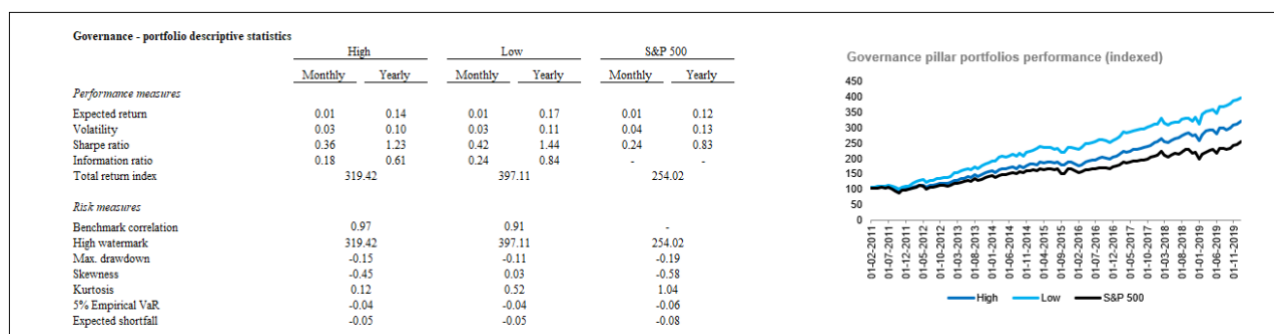 Governance - portfolio descriptive statistics
High Low S&P 500
Monthly Yearly Monthly Yearly Monthly Yearly
Performance measures
Expected return 0.01 0.14 0.01 0.17 0.01 0.12
Volatility 0.03 0.10 0.03 0.11 0.04 0.13
Sharpe ratio 0.36 1.23 0.42 1.44 0.24 0.83
Information ratio 0.18 0.61 0.24 0.84 - -
Total return index 319.42 397.11 254.02
Risk measures
Benchmark correlation 0.97 0.91 -
High watermark 319.42 397.11 254.02
Max. drawdown -0.15 -0.11 -0.19
Skewness -0.45 0.03 -0.58
Kurtosis 0.12 0.52 1.04
5% Empirical VaR -0.04 -0.04 -0.06
Expected shortfall -0.05 -0.05 -0.08
Governance pillar portfolios performance (indexed)
450
400
350
300
250
200
150
100
50
0
01-02-2011
01-07-2011
01-12-2011
01-05-2012
01-10-2012
01-03-2013
01-08-2013
01-01-2014
01-06-2014
01-11-2014
01-04-2015
01-09-2015
01-02-2016
01-07-2016
01-12-2016
01-05-2017
01-10-2017
01-03-2018
01-08-2018
01-01-2019
01-06-2019
01-11-2019
High Low S&P 500